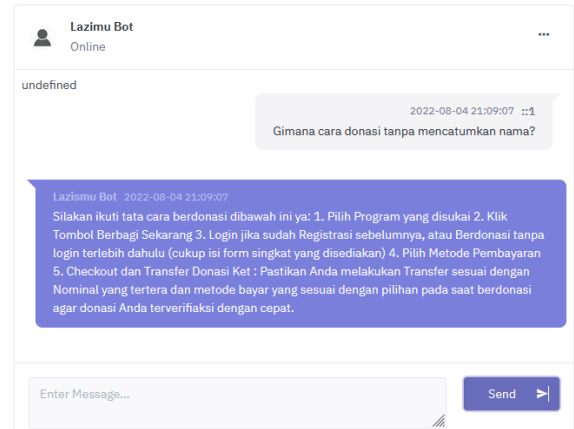 Lazimu Bot
Online
...
undefined
2022-08-04 21:09:07 ::1
Gimana cara donasi tanpa mencatumkan nama?
Lazismu Bot 2022-08-04 21:09:07
Silakan ikuti tata cara berdonasi dibawah ini ya: 1. Pilih Program yang disukai 2. Klik
Tombol Berbagi Sekarang 3. Login jika sudah Registrasi sebelumnya, atau Berdonasi tanpa
login terlebih dahulu (cukup isi form singkat yang disediakan) 4. Pilih Metode Pembayaran
5. Checkout dan Transfer Donasi Ket : Pastikan Anda melakukan Transfer sesuai dengan
Nominal yang tertera dan metode bayar yang sesuai dengan pilihan pada saat berdonasi
agar donasi Anda terverifiaksi dengan cepat.
Enter Message...
Send